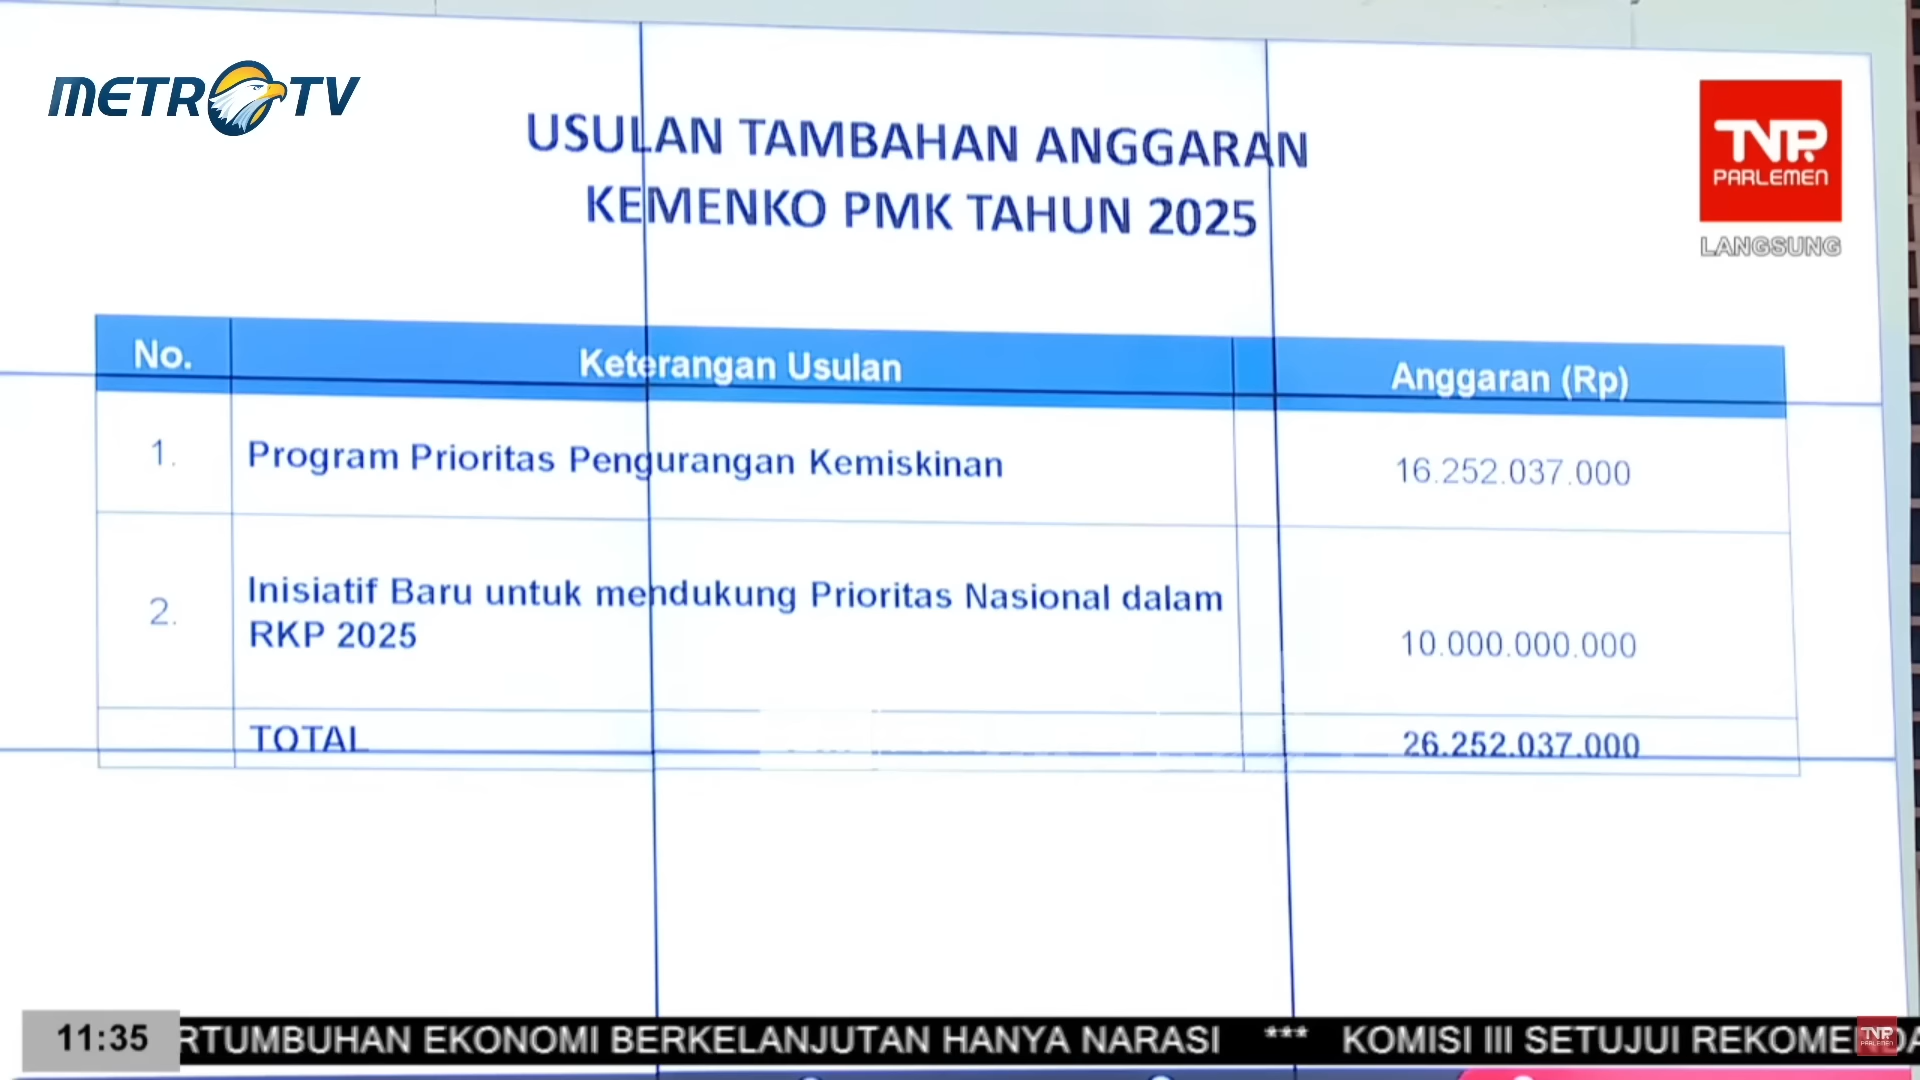 METRO TV
TVR PARLEMEN
LANGSUNG
USULAN TAMBAHAN ANGGARAN
KEMENKO PMK TAHUN 2025
No. Keterangan Usulan Anggaran (Rp)
1. Program Prioritas Pengurangan Kemiskinan 16.252.037.000
2. Inisiatif Baru untuk mendukung Prioritas Nasional dalam
RKP 2025 10.000.000.000
TOTAL 26.252.037.000
11:35 RTUMBUHAN EKONOMI BERKELANJUTAN HANYA NARASI *** KOMISI III SETUJUI REKOME
TVR PARLEMEN